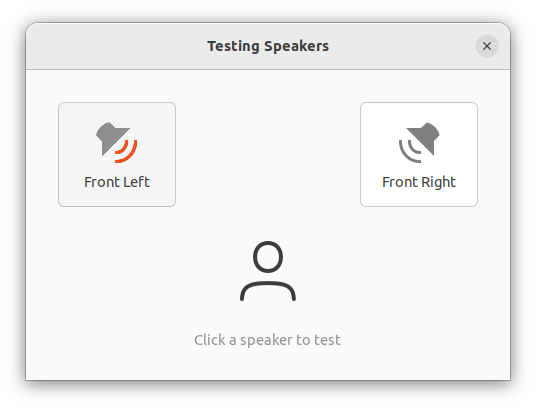 Testing Speakers
Front Left
Front Right
Click a speaker to test